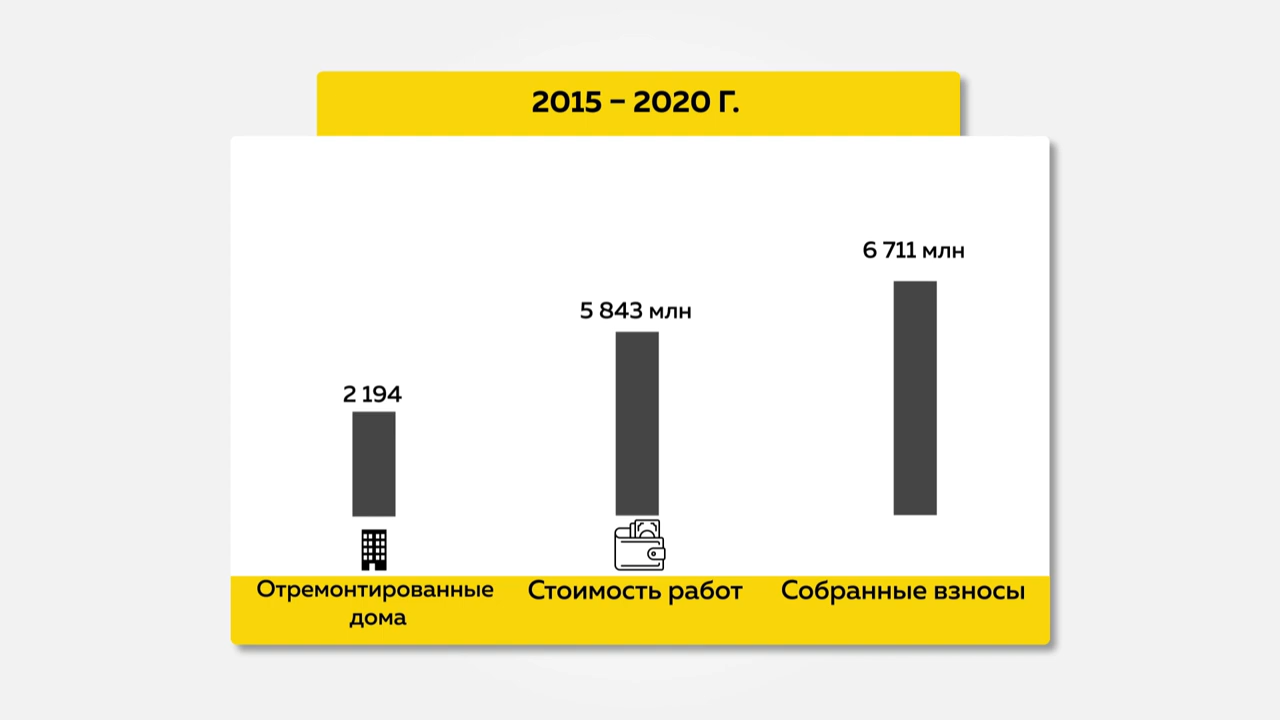 2015 – 2020 Г.
6 711 млн
5 843 млн
2 194
Отремонтированные
дома
Стоимость работ
Собранные взносы